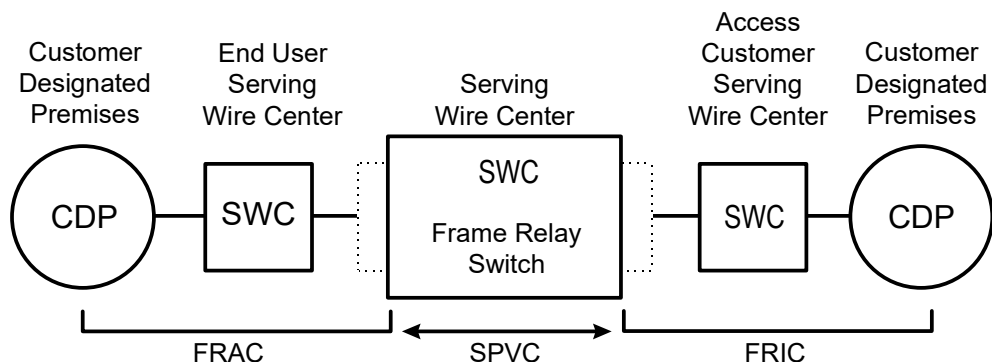 Customer
Designated
Premises
End User
Serving
Wire Center
Serving
Wire Center
Access
Customer
Serving
Wire Center
Customer
Designated
Premises
CDP
SWC
SWC
Frame Relay
Switch
SWC
CDP
FRAC
SPVC
FRIC